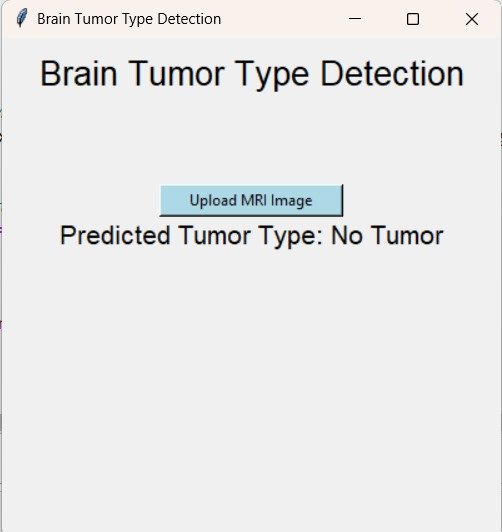 Brain Tumor Type Detection
Brain Tumor Type Detection
Upload MRI Image
Predicted Tumor Type: No Tumor